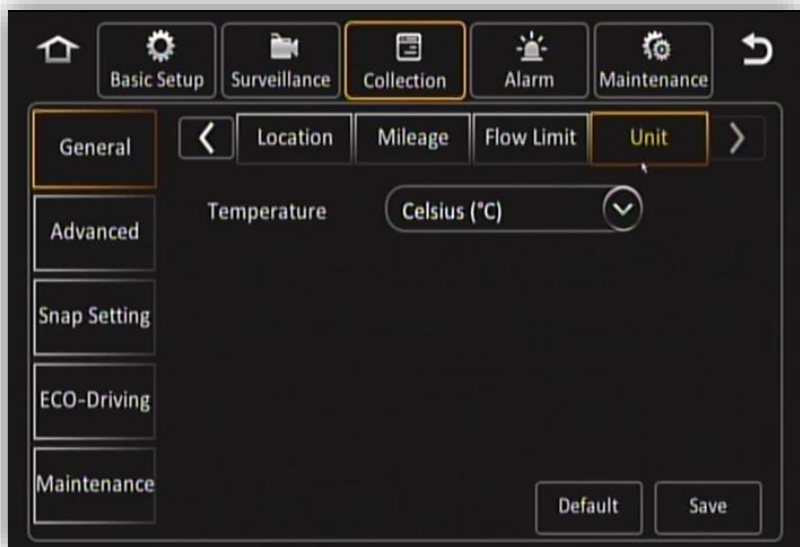 Basic Setup
Surveillance
Collection
Alarm
Maintenance
General
Location
Mileage
Flow Limit
Unit
Advanced
Temperature
Celsius (°C)
Snap Setting
ECO-Driving
Maintenance
Default
Save